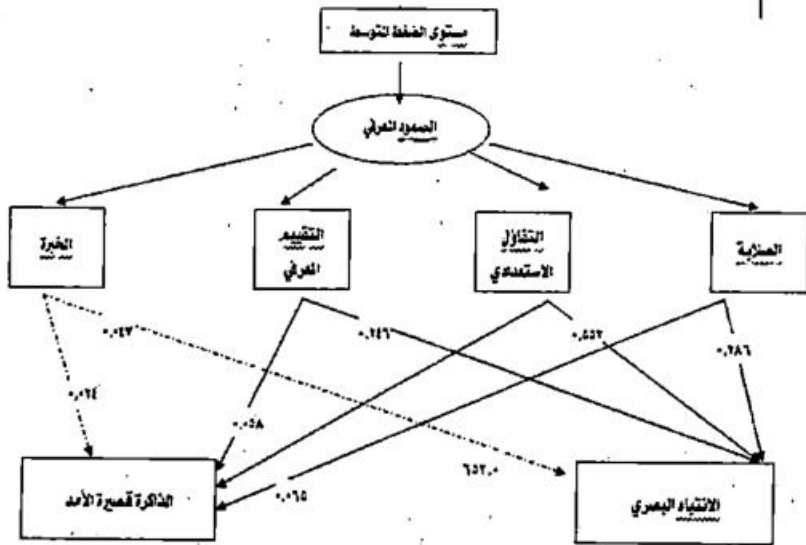 مستوى الضغط المتوسط
الصمود المعرفي
الخبرة
التقييم
المعرفي
التفاؤل
الاستعدادي
الصلابة
٠,٠٤٢
٠,٢٤٦
٠,٥٥٢
٠,٢٨٦
٠,٠٢٤
٠,٠٥٨
٦٥٢,٠
٠,٠٦٥
الذاكرة قصيرة الأمد
الانتباه البصري